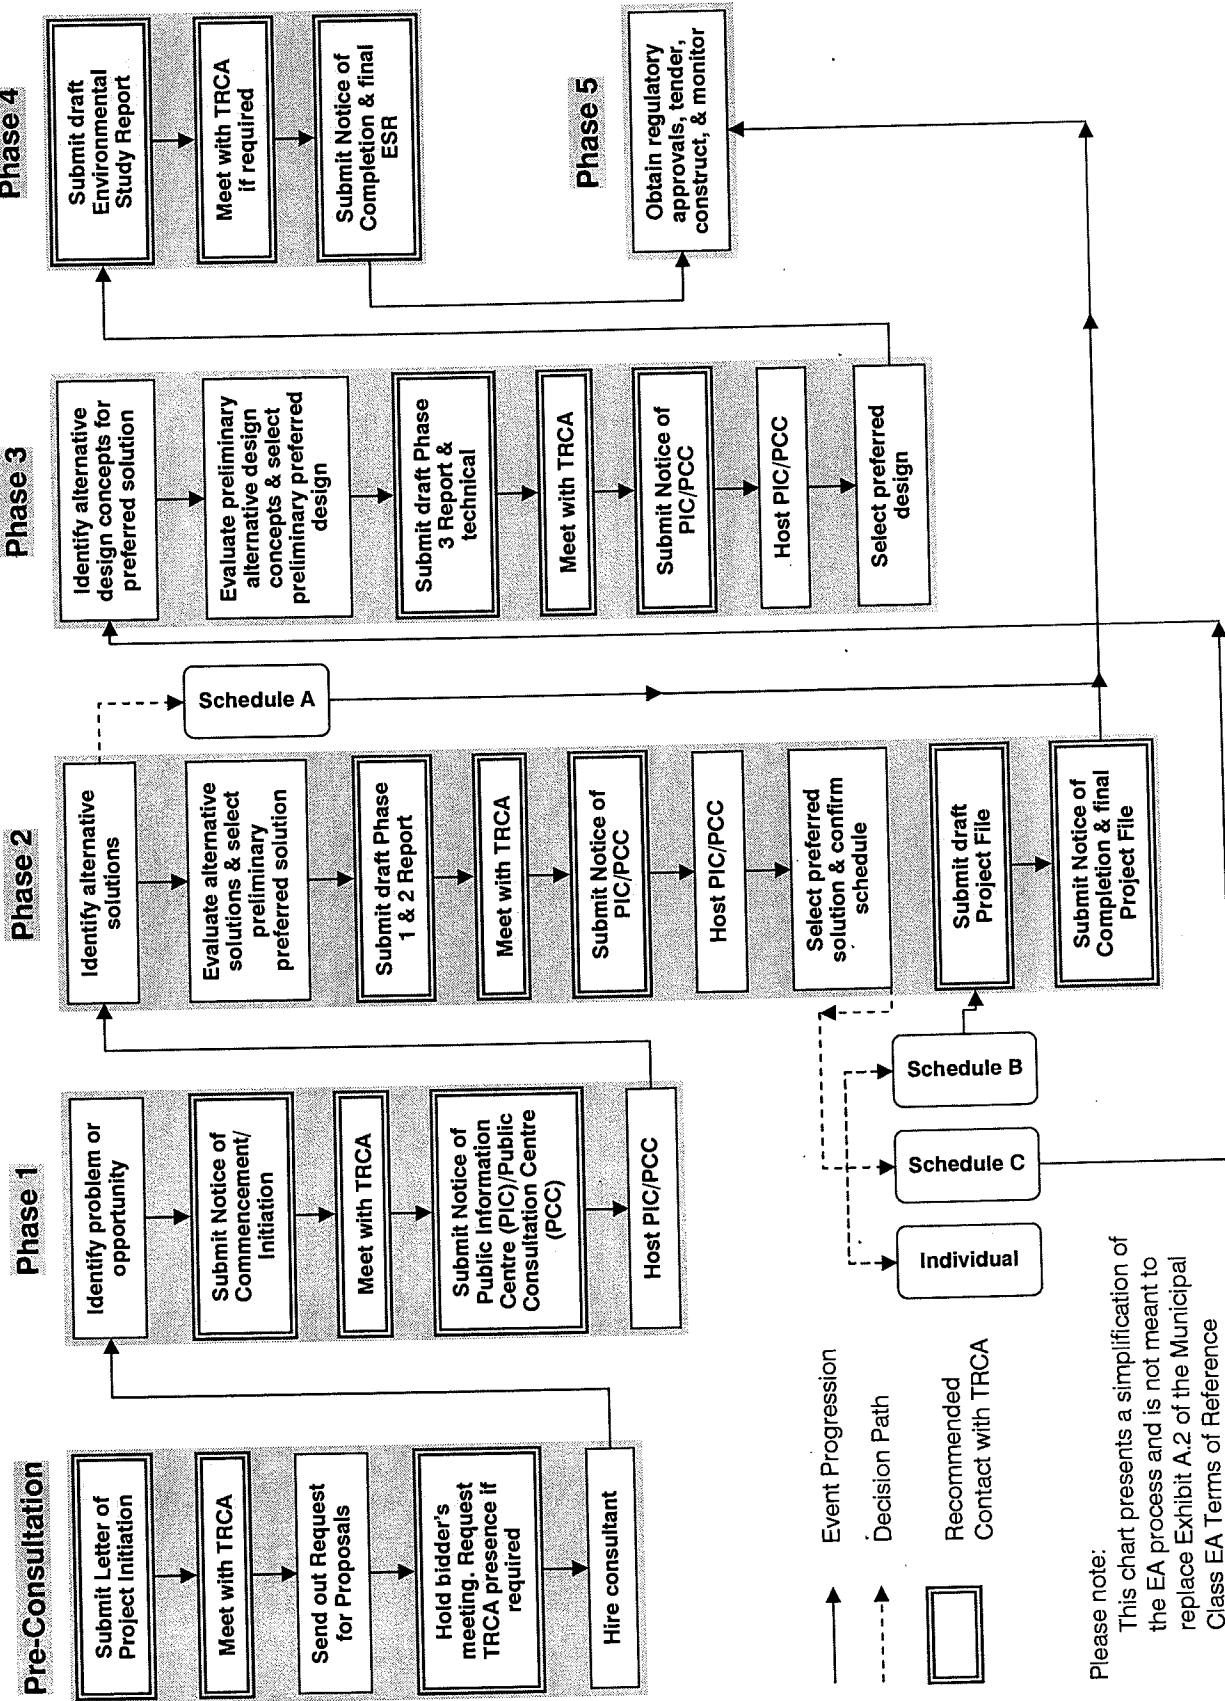 Pre-Consultation
Submit Letter of
Project Initiation
Meet with TRCA
Send out Request
for Proposals
Hold bidder's
meeting. Request
TRCA presence if
required
Hire consultant
Phase 1
Identify problem or
opportunity
Submit Notice of
Commencement/
Initiation
Meet with TRCA
Submit Notice of
Public Information
Centre (PIC)/Public
Consultation Centre
(PCC)
Host PIC/PCC
Phase 2
Identify alternative
solutions
Evaluate alternative
solutions & select
preliminary
preferred solution
Submit draft Phase
1 & 2 Report
Meet with TRCA
Submit Notice of
PIC/PCC
Host PIC/PCC
Select preferred
solution & confirm
schedule
Submit draft
Project File
Submit Notice of
Completion & final
Project File
Schedule A
Phase 3
Identify alternative
design concepts for
preferred solution
Evaluate preliminary
alternative design
concepts & select
preliminary preferred
design
Submit draft Phase
3 Report &
technical
Meet with TRCA
Submit Notice of
PIC/PCC
Host PIC/PCC
Select preferred
design
Phase 4
Submit draft
Environmental
Study Report
Meet with TRCA
if required
Submit Notice of
Completion & final
ESR
Phase 5
Obtain regulatory
approvals, tender,
construct, & monitor
Individual
Schedule C
Schedule B
Event Progression
Decision Path
Recommended
Contact with TRCA
Please note:
This chart presents a simplification of
the EA process and is not meant to
replace Exhibit A.2 of the Municipal
Class EA Terms of Reference